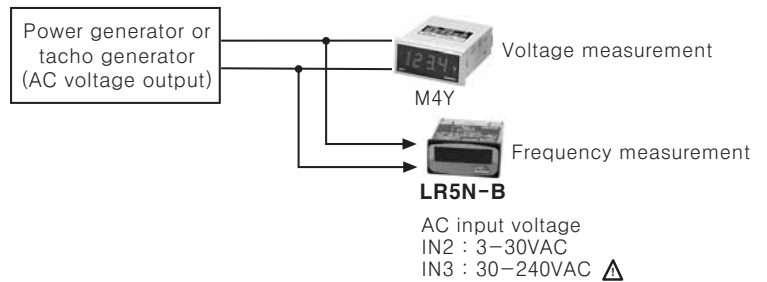 Power generator or
tacho generator
(AC voltage output)
Voltage measurement
M4Y
Frequency measurement
LR5N-B
AC input voltage
IN2 : 3-30VAC
IN3 : 30-240VAC ⚠